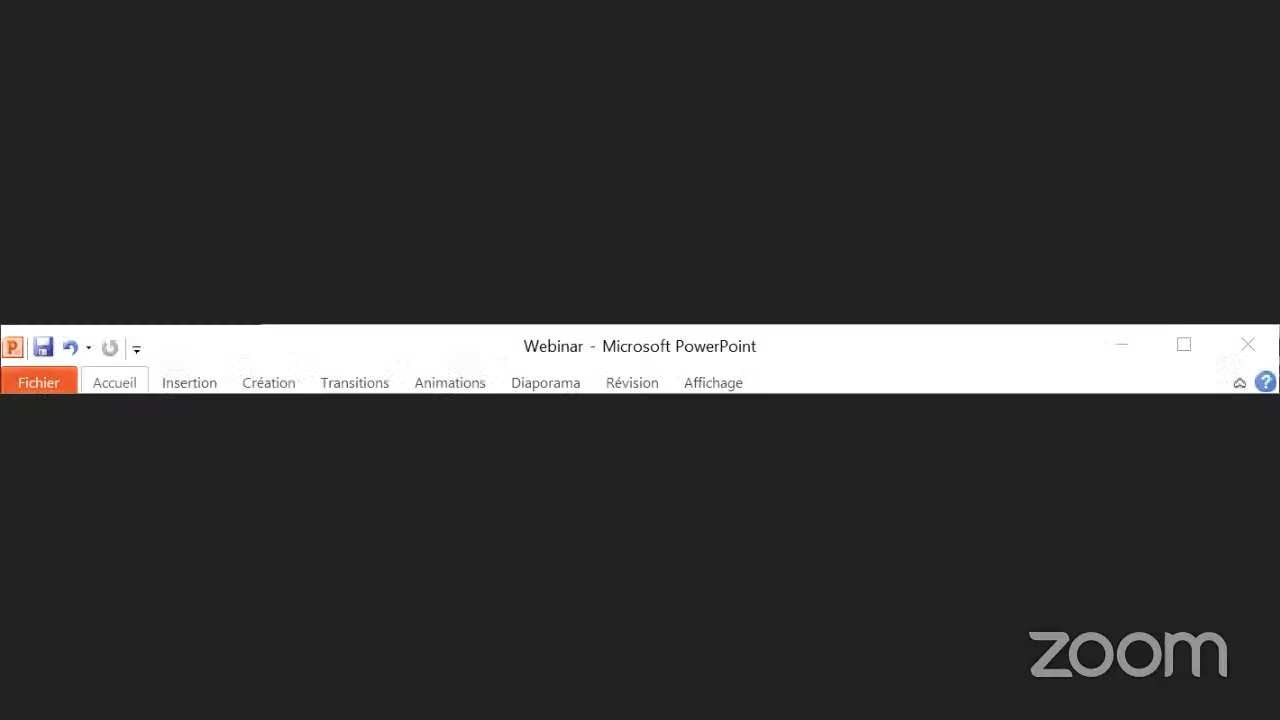 Webinar - Microsoft PowerPoint
Fichier Accueil Insertion Création Transitions Animations Diaporama Révision Affichage
zoom